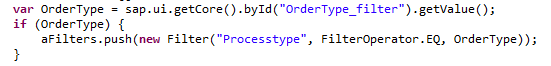 var OrderType = sap.ui.getCore().byId("OrderType_filter").getValue();
if (OrderType) {
aFilters.push(new Filter("Processtype", FilterOperator.EQ, OrderType));
}